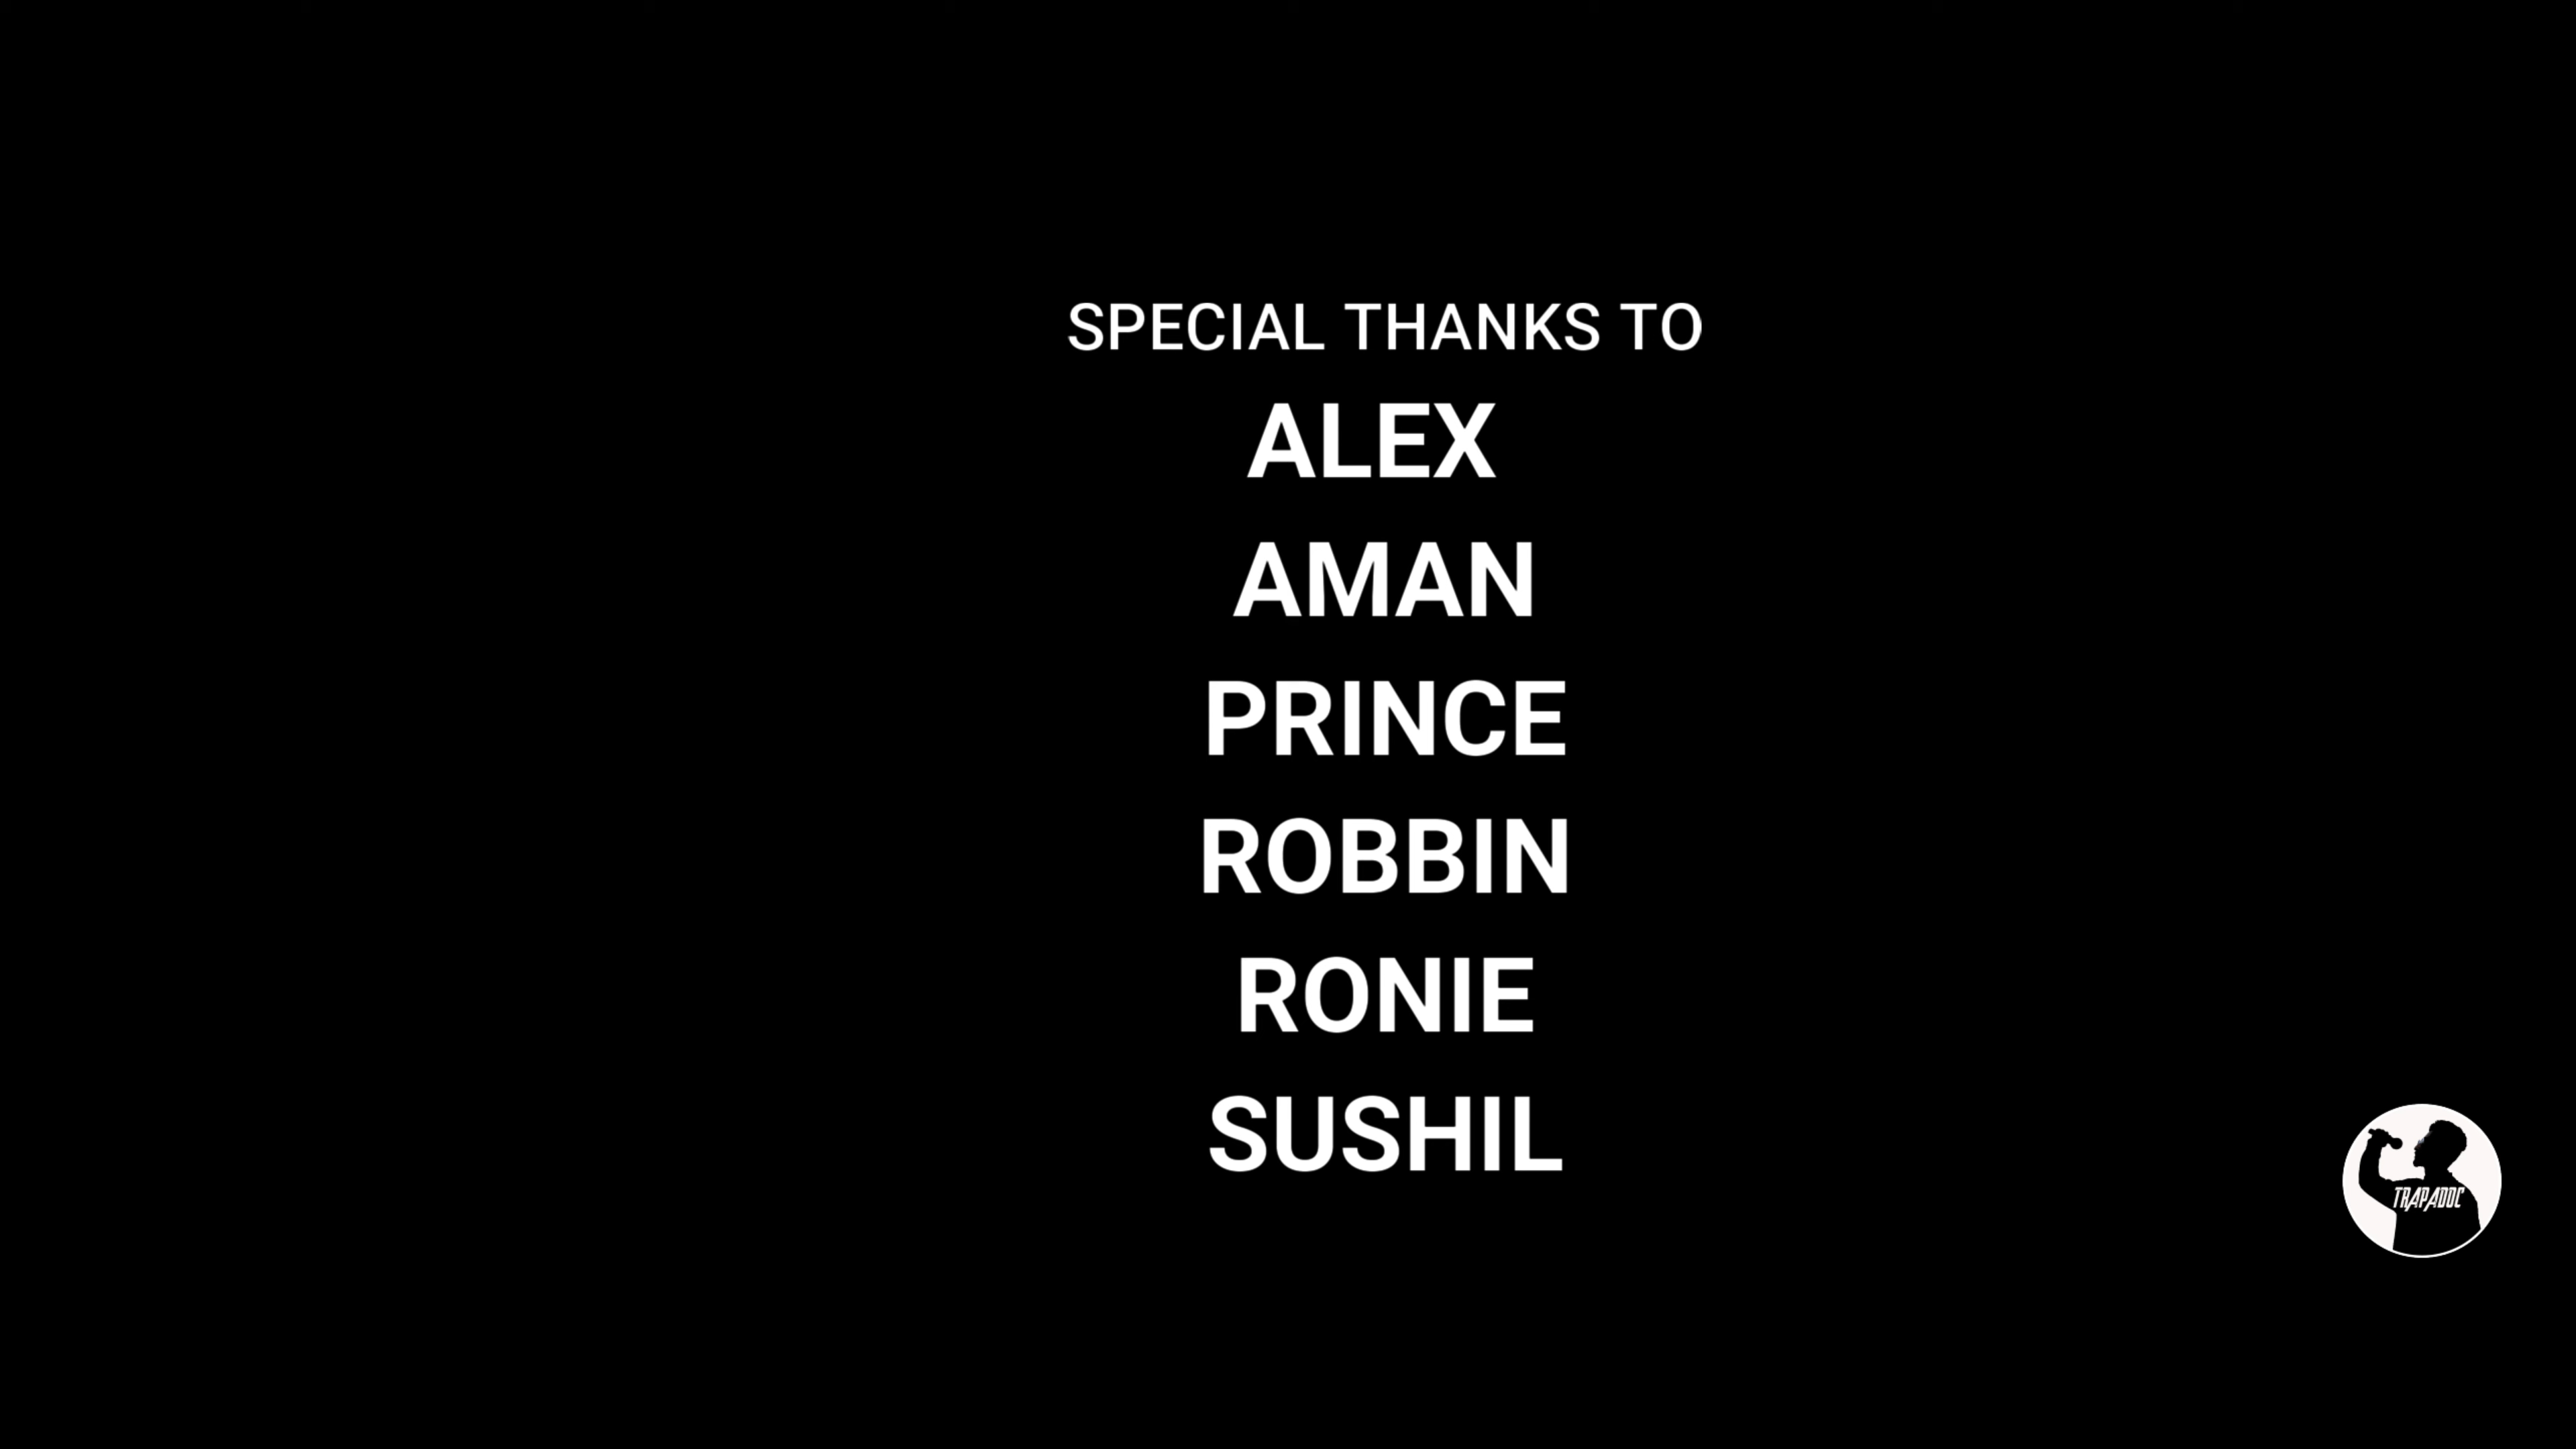 SPECIAL THANKS TO
ALEX
AMAN
PRINCE
ROBBIN
RONIE
SUSHIL
TRAPADOC